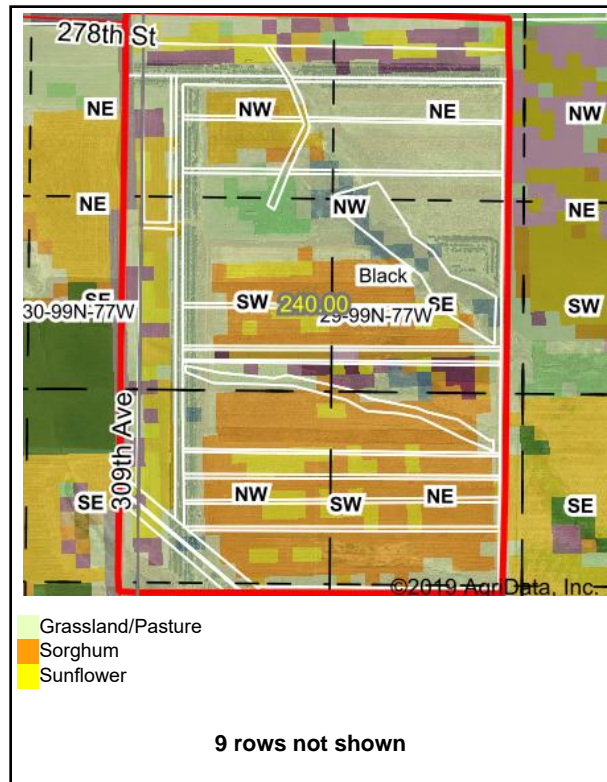 278th St
NE
NW
NE
NW
NE
NW
NE
Black
30-99N-77W
SE
SW
240.00
SE
29-99N-77W
SW
309th Ave
SE
NW
SW
NE
SE
©2019 AgriData, Inc.
Grassland/Pasture
Sorghum
Sunflower
9 rows not shown